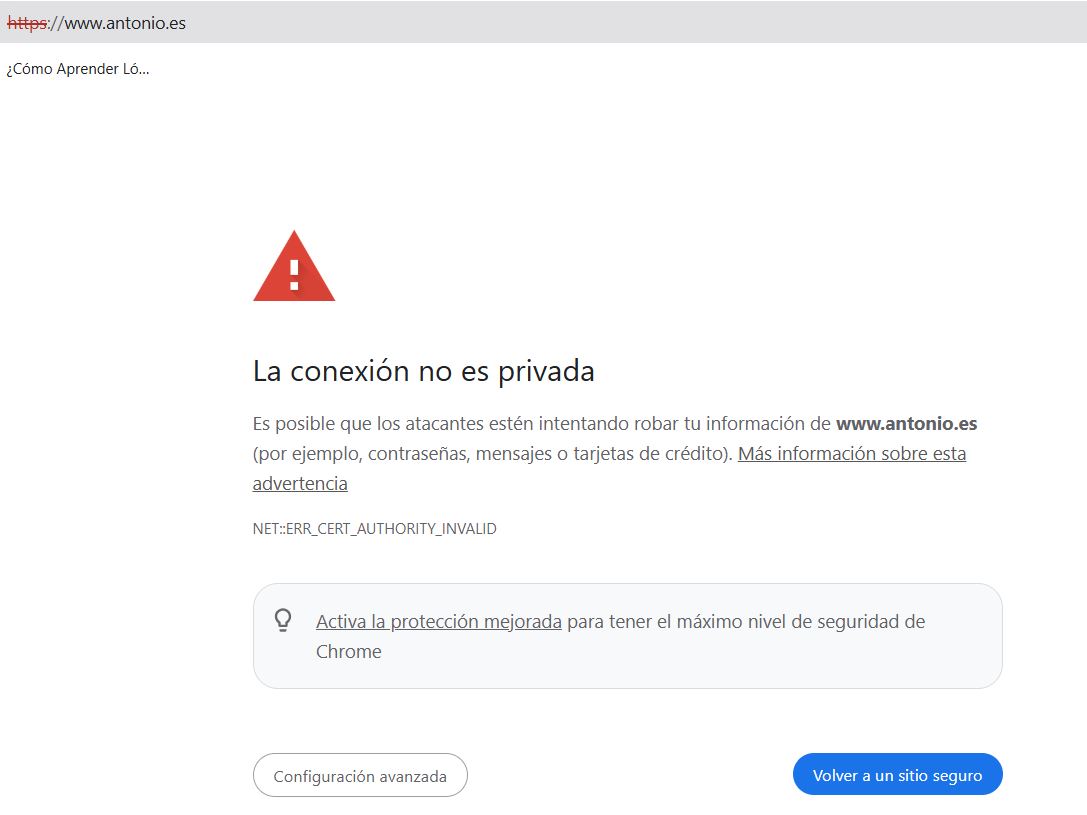 https://www.antonio.es
¿Cómo Aprender Ló...
La conexión no es privada
Es posible que los atacantes estén intentando robar tu información de www.antonio.es
(por ejemplo, contraseñas, mensajes o tarjetas de crédito). Más información sobre esta
advertencia
NET::ERR_CERT_AUTHORITY_INVALID
Activa la protección mejorada para tener el máximo nivel de seguridad de
Chrome
Configuración avanzada
Volver a un sitio seguro